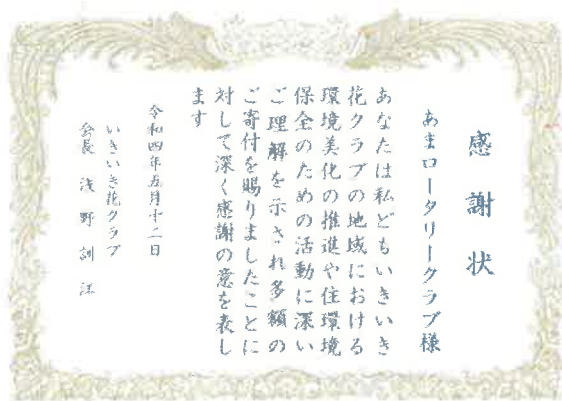 感謝状
あまロータリークラブ様
あなたは私どもいきいき
花クラブの地域における
環境美化の推進や住環境
保全のための活動に深い
ご理解を示され多額の
ご寄付を賜りましたことに
対して深く感謝の意を表し
ます
令和四年五月十二日
いきいき花クラブ
会長 浅野訓江